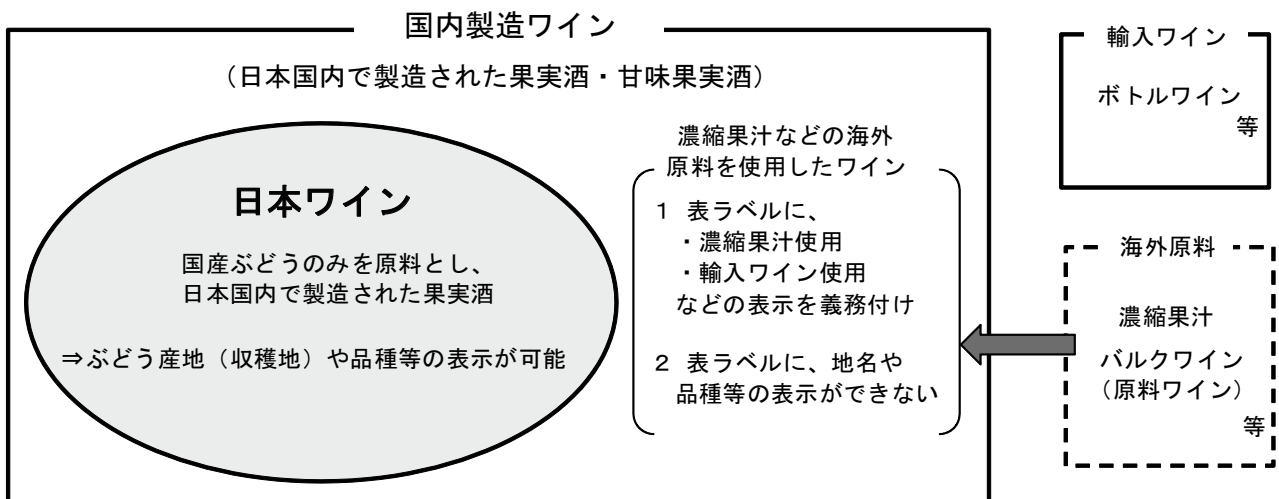 国内製造ワイン
（日本国内で製造された果実酒・甘味果実酒）
日本ワイン
国産ぶどうのみを原料とし、
日本国内で製造された果実酒
⇒ぶどう産地（収穫地）や品種等の表示が可能
濃縮果汁などの海外
原料を使用したワイン
１ 表ラベルに、
・濃縮果汁使用
・輸入ワイン使用
などの表示を義務付け
２ 表ラベルに、地名や
品種等の表示ができない
輸入ワイン
ボトルワイン
等
海外原料
濃縮果汁
バルクワイン
（原料ワイン）
等